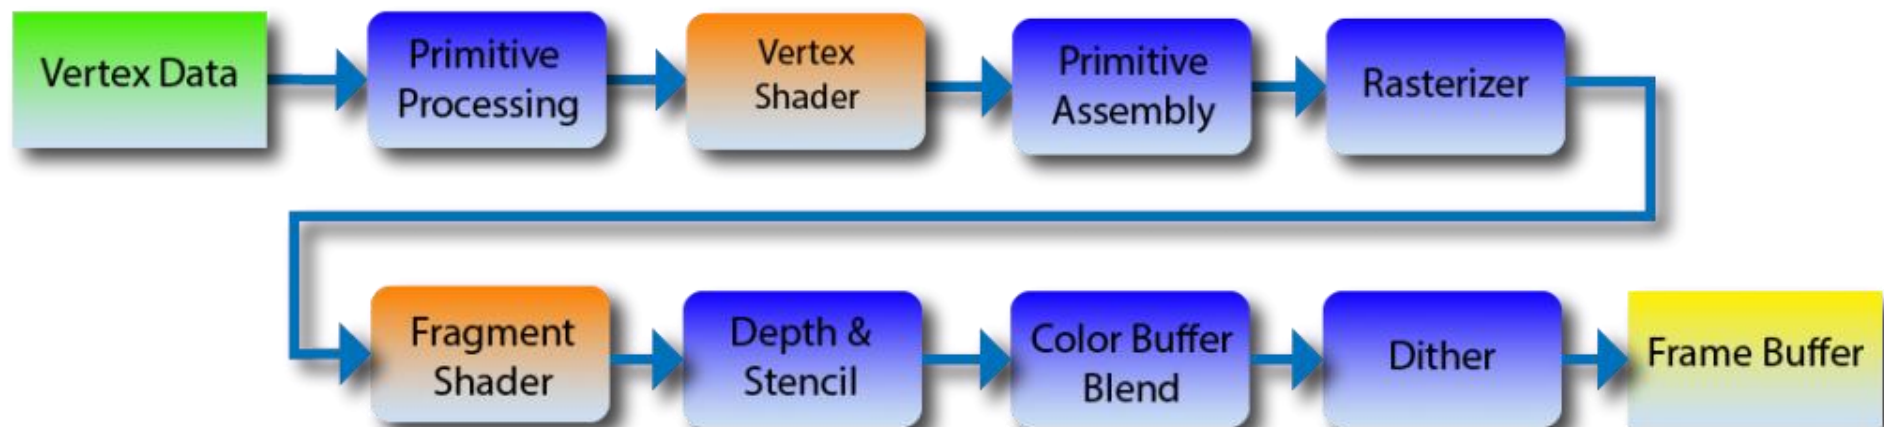 Vertex Data
Primitive
Processing
Vertex
Shader
Primitive
Assembly
Rasterizer
Fragment
Shader
Depth &
Stencil
Color Buffer
Blend
Dither
Frame Buffer